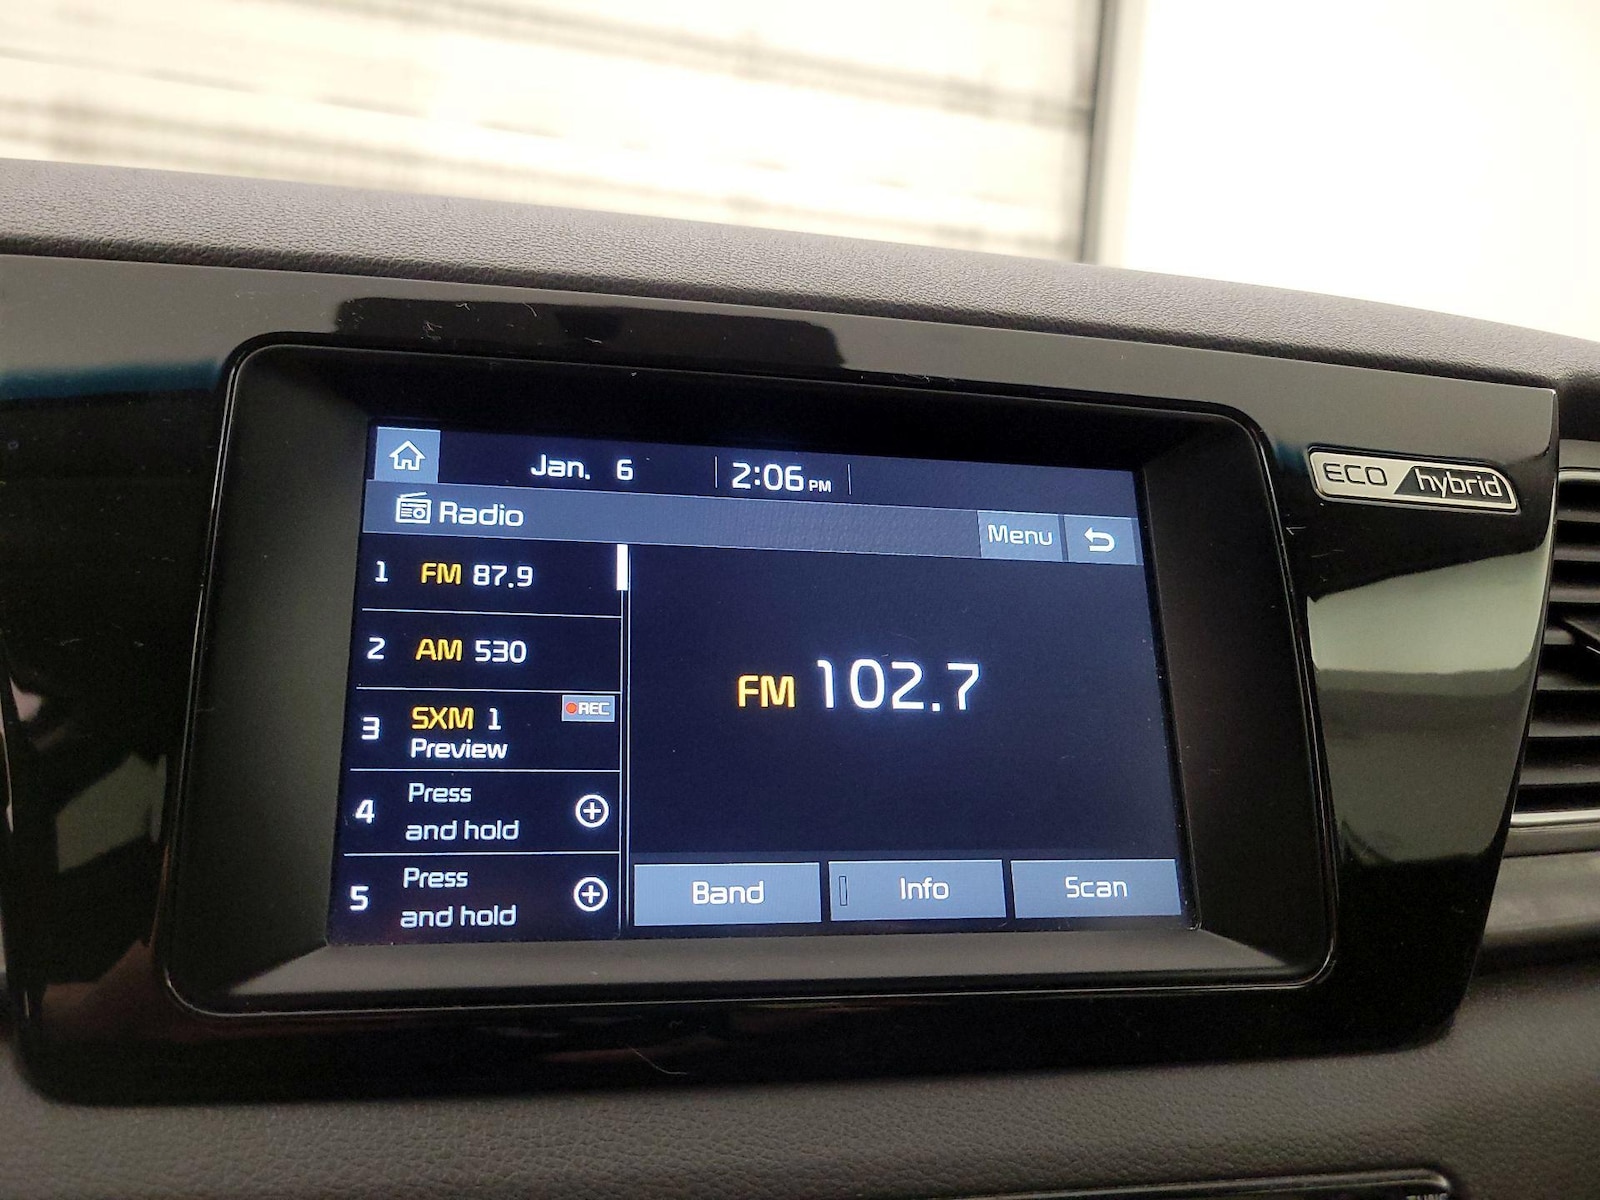 Jan. 6 2:06 PM
ECO hybrid
Radio
Menu
1 FM 87.9
2 AM 530
3 SXM 1 REC
Preview
4 Press
and hold
5 Press
and hold
FM 102.7
Band Info Scan
TUNE